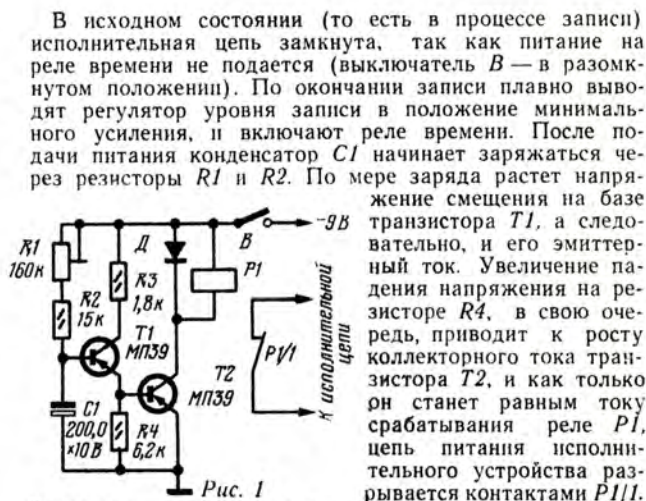 В исходном состоянии (то есть в процессе записи)
исполнительная цепь замкнута, так как питание на
реле времени не подается (выключатель В — в разомк-
нутом положении). По окончании записи плавно выво-
дят регулятор уровня записи в положение минималь-
ного усиления, и включают реле времени. После по-
дачи питания конденсатор С1 начинает заряжаться че-
рез резисторы R1 и R2. По мере заряда растет напря-
жение смещения на базе
транзистора Т1, а следо-
вательно, и его эмиттер-
ный ток. Увеличение па-
дения напряжения на ре-
зисторе R4, в свою оче-
редь, приводит к росту
коллекторного тока тран-
зистора Т2, и как только
он станет равным току
срабатывания реле Р1,
цепь питания исполни-
тельного устройства раз-
рывается контактами Р1/1.
R1
160к
R2
15к
R3
1,8к
Д
В
-9В
Р1
Т1
МП39
Т2
МП39
Р1/1
К исполнительной
цепи
С1
200,0
×10В
R4
6,2к
Рис. 1